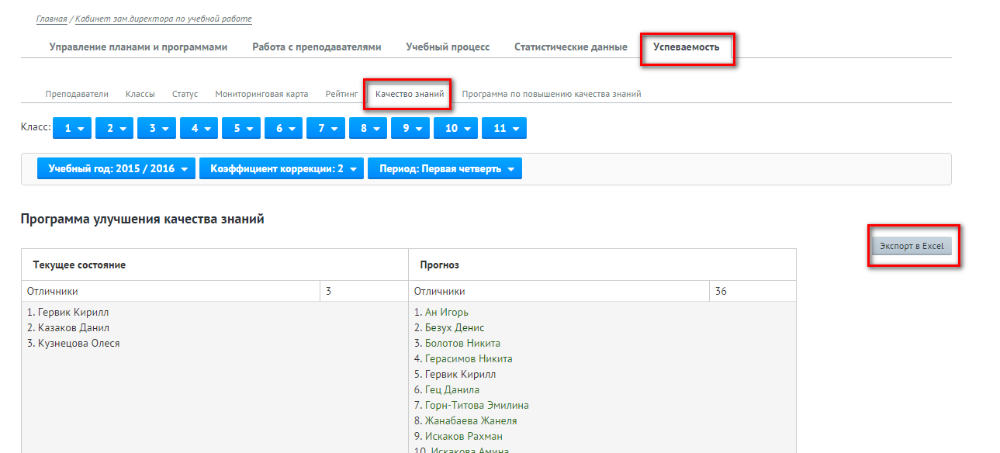 Главная / Кабинет зам.директора по учебной работе
Управление планами и программами Работа с преподавателями Учебный процесс Статистические данные Успеваемость
Преподаватели Классы Статус Мониторинговая карта Рейтинг Качество знаний Программа по повышению качества знаний
Класс: 1 2 3 4 5 6 7 8 9 10 11
Учебный год: 2015 / 2016 Коэффициент коррекции: 2 Период: Первая четверть
Программа улучшения качества знаний
Экспорт в Excel
Текущее состояние Прогноз
Отличники 3 Отличники 36
1. Гервик Кирилл
2. Казаков Данил
3. Кузнецова Олеся
1. Ан Игорь
2. Безух Денис
3. Болотов Никита
4. Герасимов Никита
5. Гервик Кирилл
6. Гец Данила
7. Горн-Титова Эмилина
8. Жанабаева Жанеля
9. Искаков Рахман
10. Искакова Амина